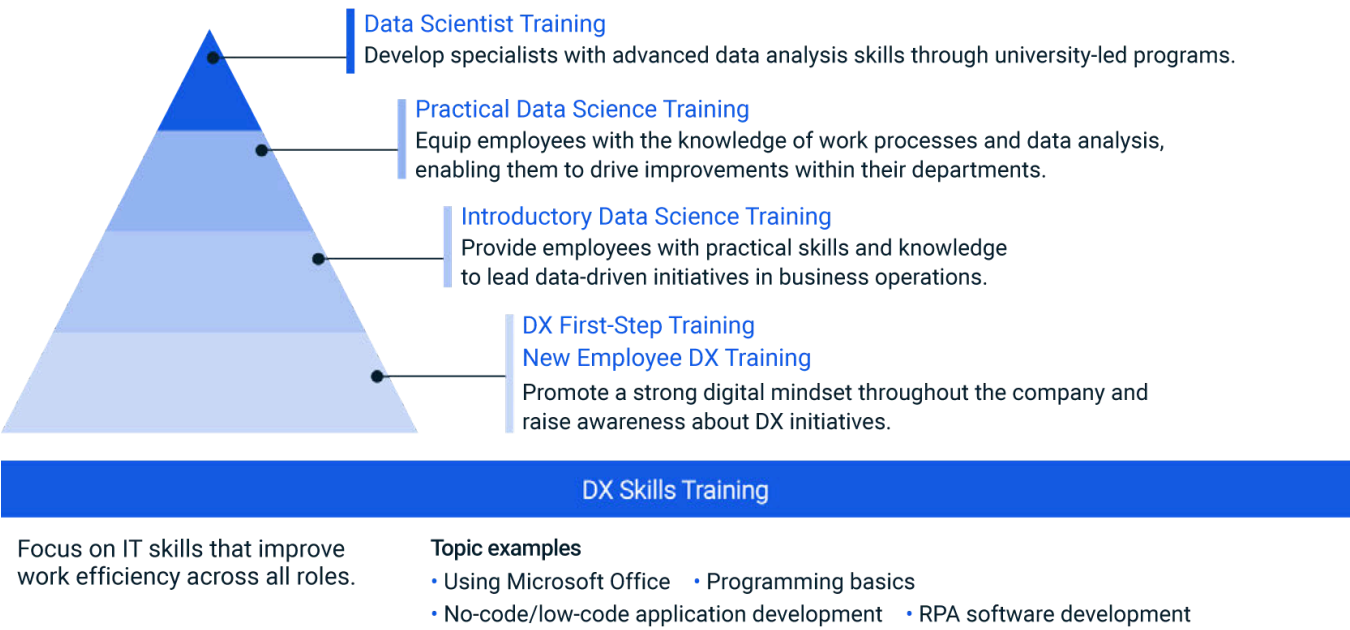 Data Scientist Training
Develop specialists with advanced data analysis skills through university-led programs.
Practical Data Science Training
Equip employees with the knowledge of work processes and data analysis,
enabling them to drive improvements within their departments.
Introductory Data Science Training
Provide employees with practical skills and knowledge
to lead data-driven initiatives in business operations.
DX First-Step Training
New Employee DX Training
Promote a strong digital mindset throughout the company and
raise awareness about DX initiatives.
DX Skills Training
Focus on IT skills that improve
work efficiency across all roles.
Topic examples
• Using Microsoft Office • Programming basics
• No-code/low-code application development • RPA software development